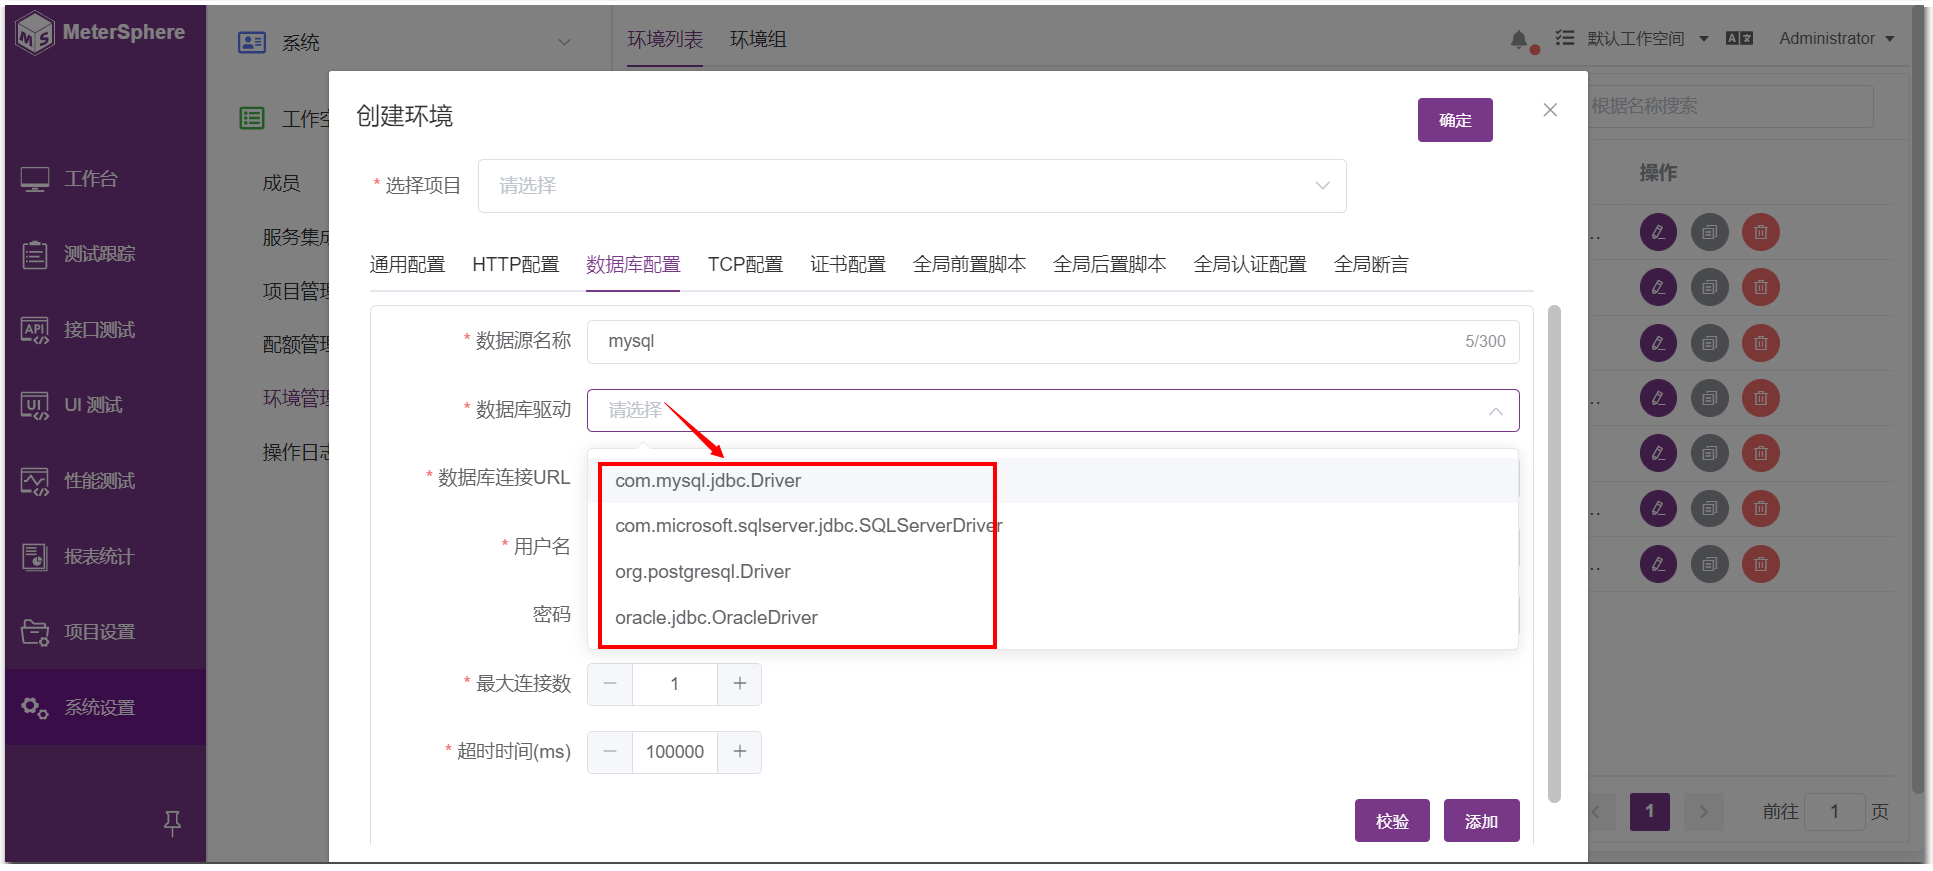 MeterSphere
系统
环境列表
环境组
默认工作空间
Administrator
工作空
创建环境
确定
根据名称搜索
* 选择项目
请选择
操作
工作台
测试跟踪
接口测试
UI 测试
性能测试
报表统计
项目设置
系统设置
成员
服务集成
项目管理
配额管理
环境管理
操作日志
通用配置
HTTP配置
数据库配置
TCP配置
证书配置
全局前置脚本
全局后置脚本
全局认证配置
全局断言
* 数据源名称
mysql
5/300
* 数据库驱动
请选择
* 数据库连接URL
com.mysql.jdbc.Driver
com.microsoft.sqlserver.jdbc.SQLServerDriver
* 用户名
org.postgresql.Driver
密码
oracle.jdbc.OracleDriver
* 最大连接数
1
* 超时时间(ms)
100000
校验
添加
1
前往
1
页